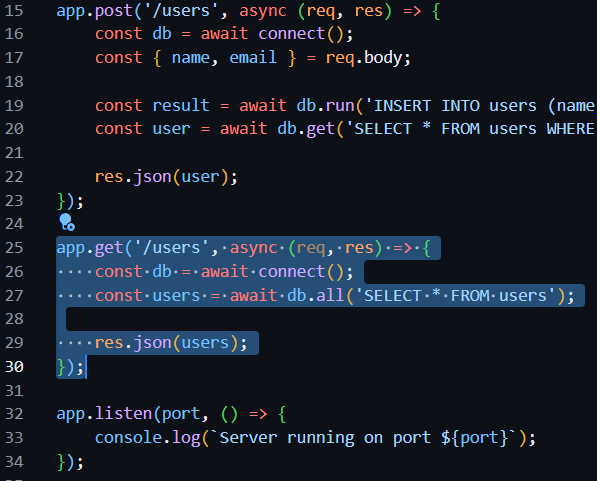 15 app.post('/users', async (req, res) => {
16     const db = await connect();
17     const { name, email } = req.body;
18
19     const result = await db.run('INSERT INTO users (name
20     const user = await db.get('SELECT * FROM users WHERE
21
22     res.json(user);
23 });
24
25 app.get('/users', async (req, res) => {
26     const db = await connect();
27     const users = await db.all('SELECT * FROM users');
28
29     res.json(users);
30 });
31
32 app.listen(port, () => {
33     console.log(`Server running on port ${port}`);
34 });